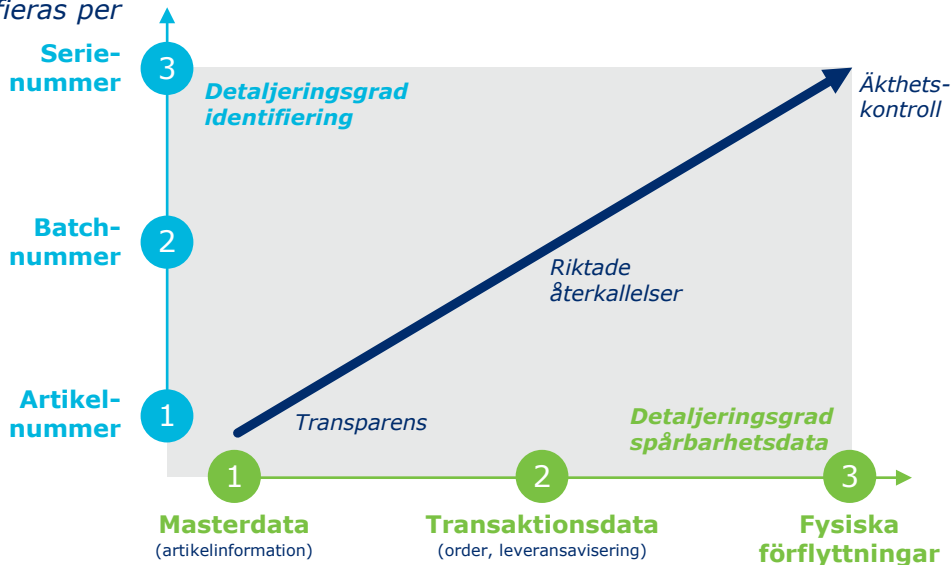 fieras per
Serie-
nummer
3
Detaljeringsgrad
identifiering
Äkthets-
kontroll
Batch-
nummer
2
Riktade
återkallelser
Artikel-
nummer
1
Transparens
Detaljeringsgrad
spårbarhetsdata
1
2
3
Masterdata
(artikelinformation)
Transaktionsdata
(order, leveransavisering)
Fysiska
förflyttningar